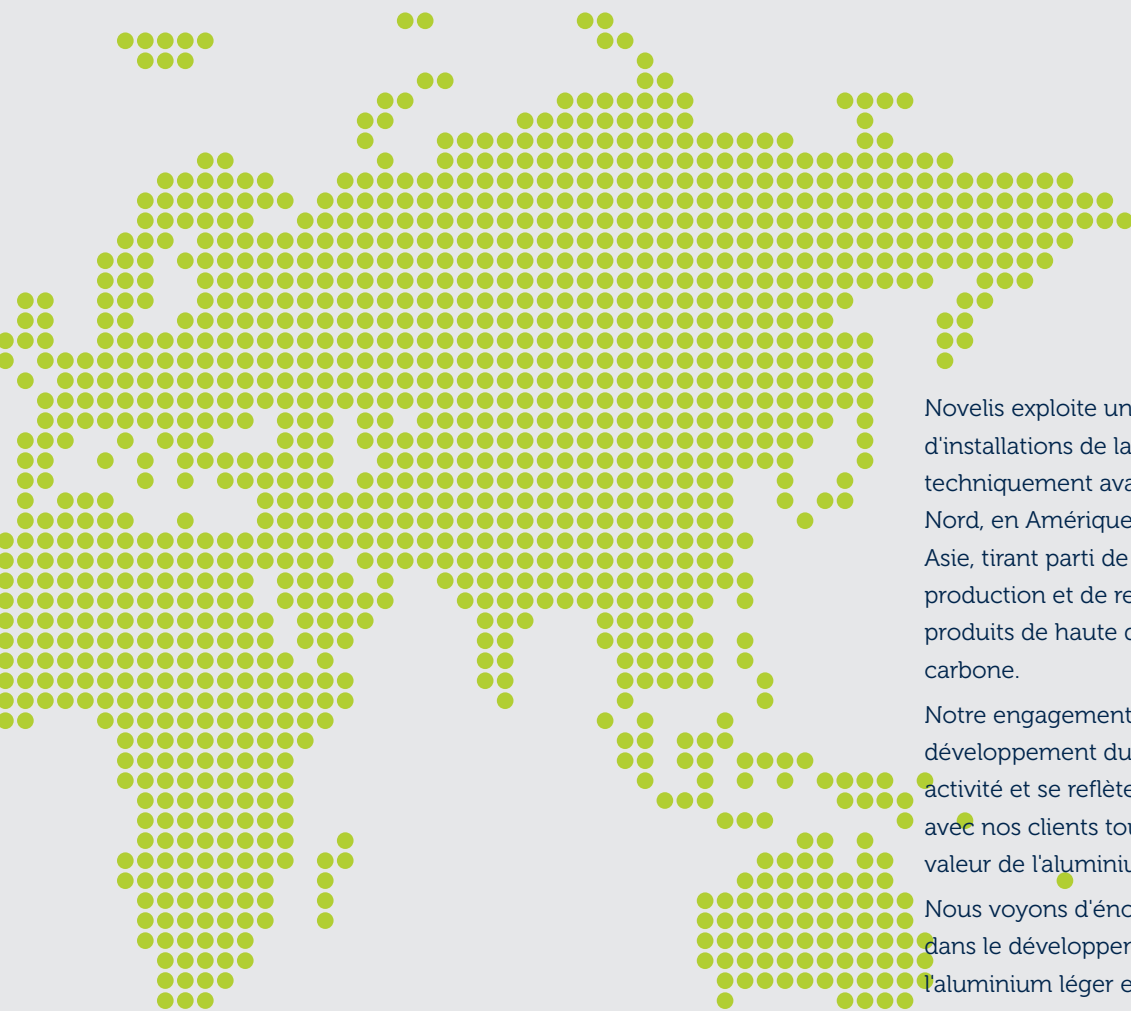 Novelis exploite un
d'installations de la
techniquement ava
Nord, en Amérique
Asie, tirant parti de
production et de re
produits de haute
carbone.
Notre engagement
développement du
activité et se reflète
avec nos clients tou
valeur de l'aluminiu
Nous voyons d'éno
dans le développe
l'aluminium léger e